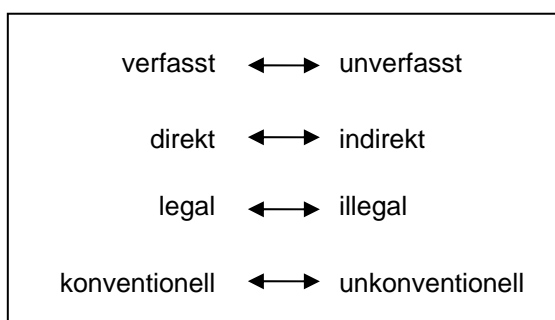 verfasst ↔ unverfasst
direkt ↔ indirekt
legal ↔ illegal
konventionell ↔ unkonventionell